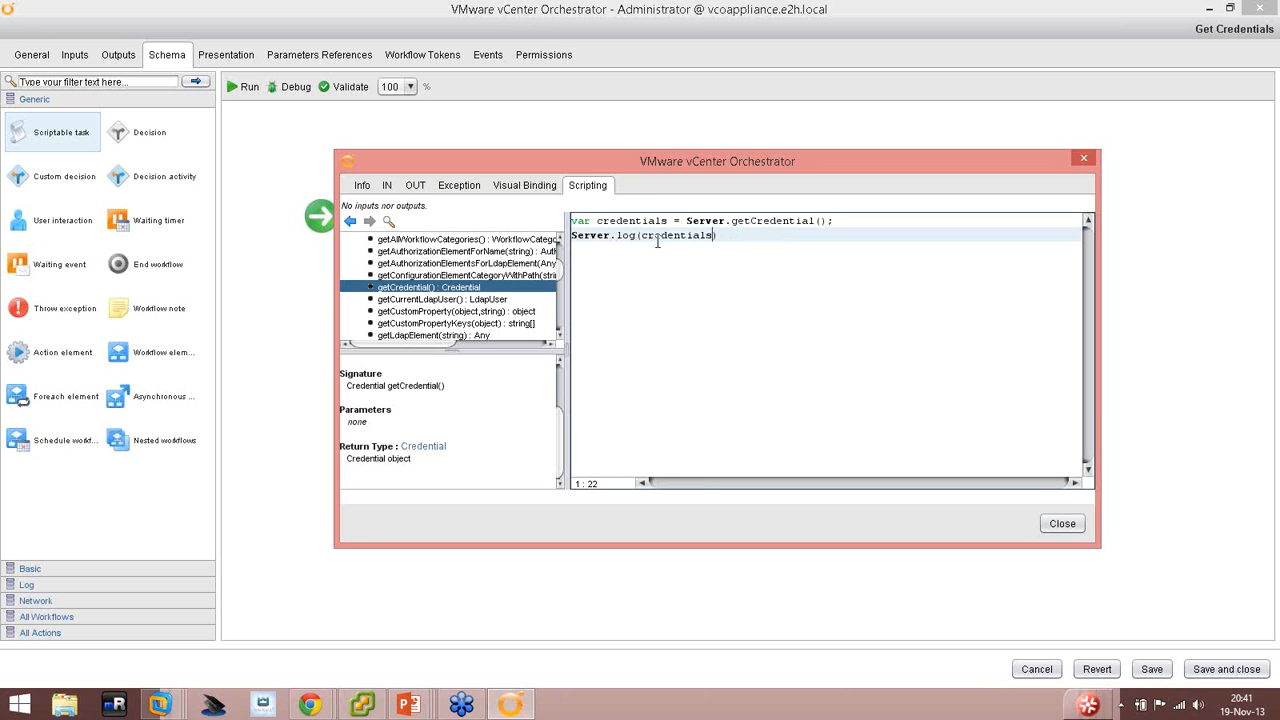 VMware vCenter Orchestrator - Administrator @ vcoappliance.e2h.local
Get Credentials
General Inputs Outputs Schema Presentation Parameters References Workflow Tokens Events Permissions
Type your filter text here...
Run Debug Validate 100 %
Generic
Scriptable task
Decision
Custom decision
Decision activity
User interaction
Waiting timer
Waiting event
End workflow
Throw exception
Workflow note
Action element
Workflow elem...
Foreach element
Asynchronous ...
Schedule workf...
Nested workflows
Basic
Log
Network
All Workflows
All Actions
VMware vCenter Orchestrator
Info IN OUT Exception Visual Binding Scripting
No inputs nor outputs.
getAllWorkflowCategories() : WorkflowCateg
getAuthorizationElementForName(string) : Auth
getAuthorizationElementsForLdapElement(Any
getConfigurationElementCategoryWithPath(stri
getCredential() : Credential
getCurrentLdapUser() : LdapUser
getCustomProperty(object,string) : object
getCustomPropertyKeys(object) : string[]
getLdapElement(string) : Any
Signature
Credential getCredential()
Parameters
none
Return Type : Credential
Credential object
var credentials = Server.getCredential();
Server.log(credentials)
1 : 22
Close
Cancel Revert Save Save and close
20:41
19-Nov-13